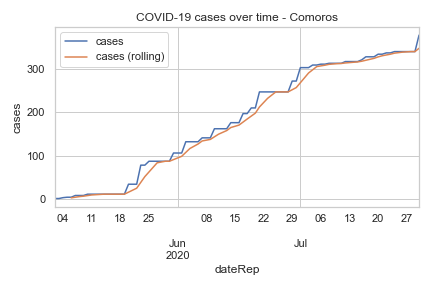 COVID-19 cases over time - Comoros
cases
cases (rolling)
cases
300
200
100
0
04 11 18 25 08 15 22 29 06 13 20 27
Jun Jul
2020
dateRep